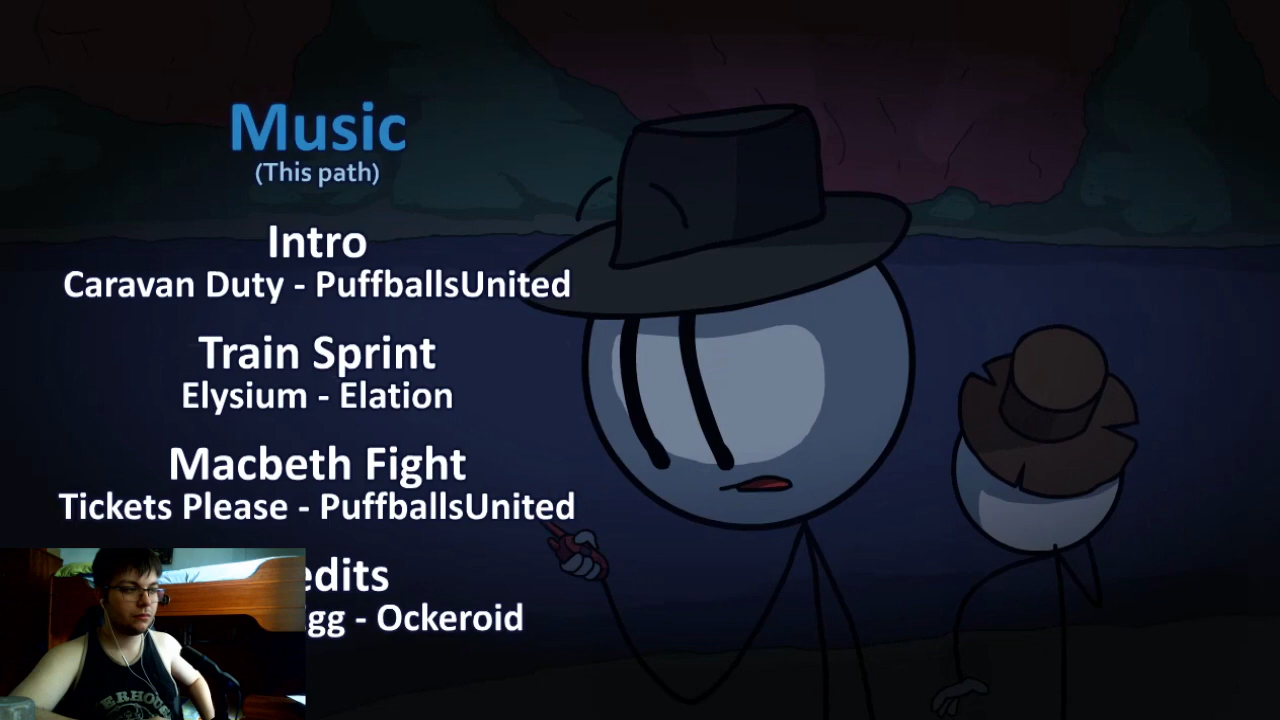 Music
(This path)
Intro
Caravan Duty - PuffballsUnited
Train Sprint
Elysium - Elation
Macbeth Fight
Tickets Please - PuffballsUnited
edits
gg - Ockeroid